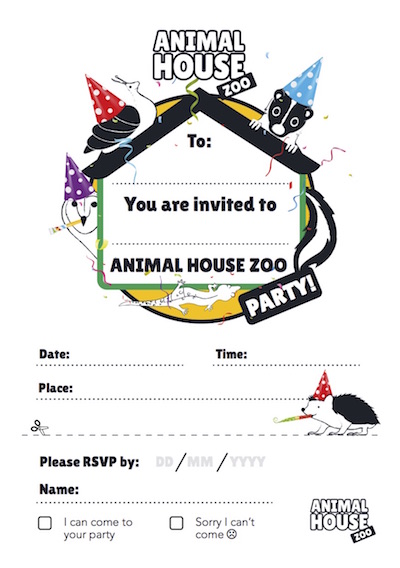 ANIMAL
HOUSE
ZOO
To:
You are invited to
ANIMAL HOUSE ZOO
PARTY!
Date:
Time:
Place:
Please RSVP by: DD/MM/YYYY
Name:
I can come to
your party
Sorry I can't
come ☹
ANIMAL
HOUSE
ZOO